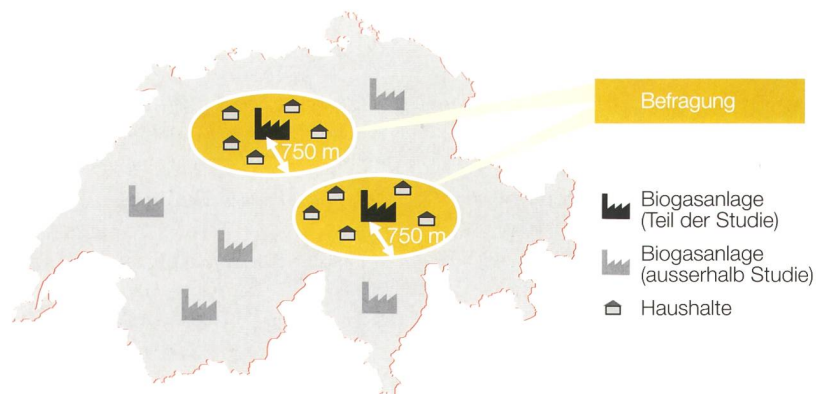 Befragung
750 m
750 m
Biogasanlage
(Teil der Studie)
Biogasanlage
(ausserhalb Studie)
Haushalte